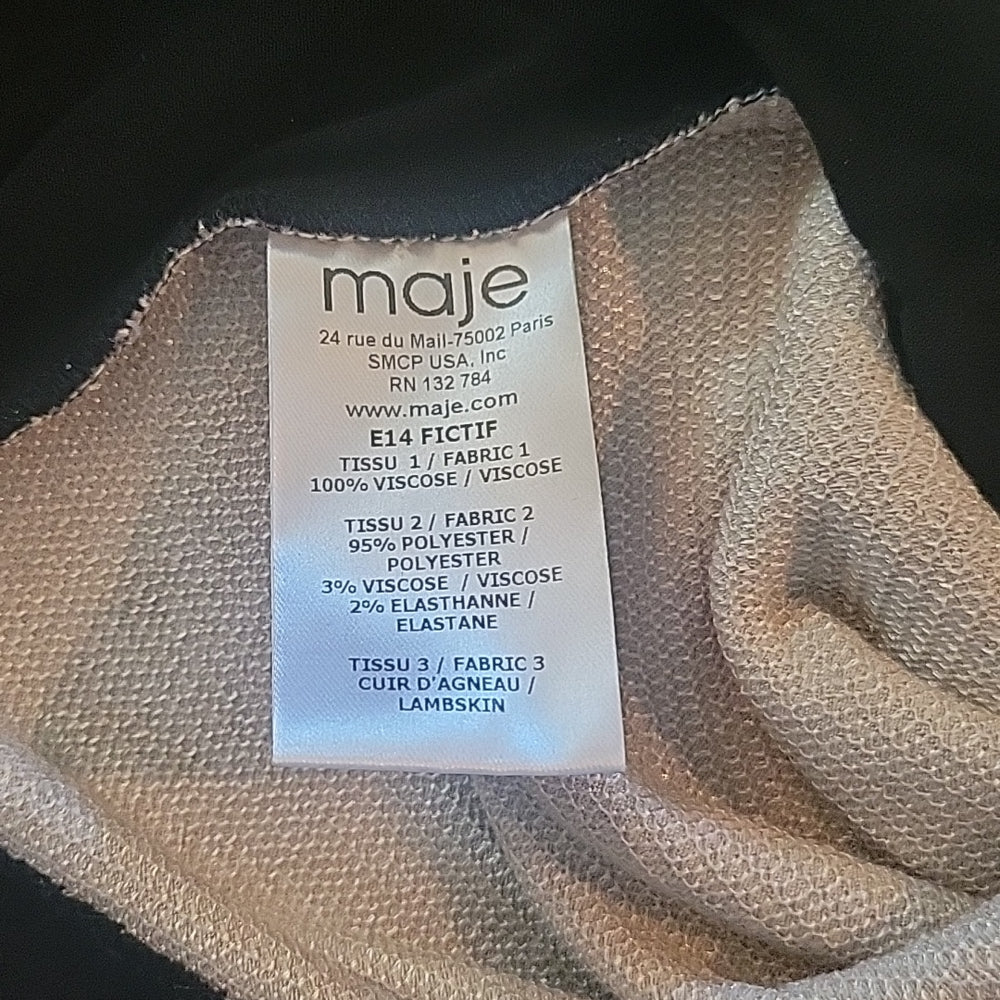 maje
24 rue du Mail-75002 Paris
SMCP USA, Inc
RN 132 784
www.maje.com
E14 FICTIF
TISSU 1 / FABRIC 1
100% VISCOSE / VISCOSE
TISSU 2 / FABRIC 2
95% POLYESTER /
POLYESTER
3% VISCOSE / VISCOSE
2% ELASTHANNE /
ELASTANE
TISSU 3 / FABRIC 3
CUIR D'AGNEAU /
LAMBSKIN